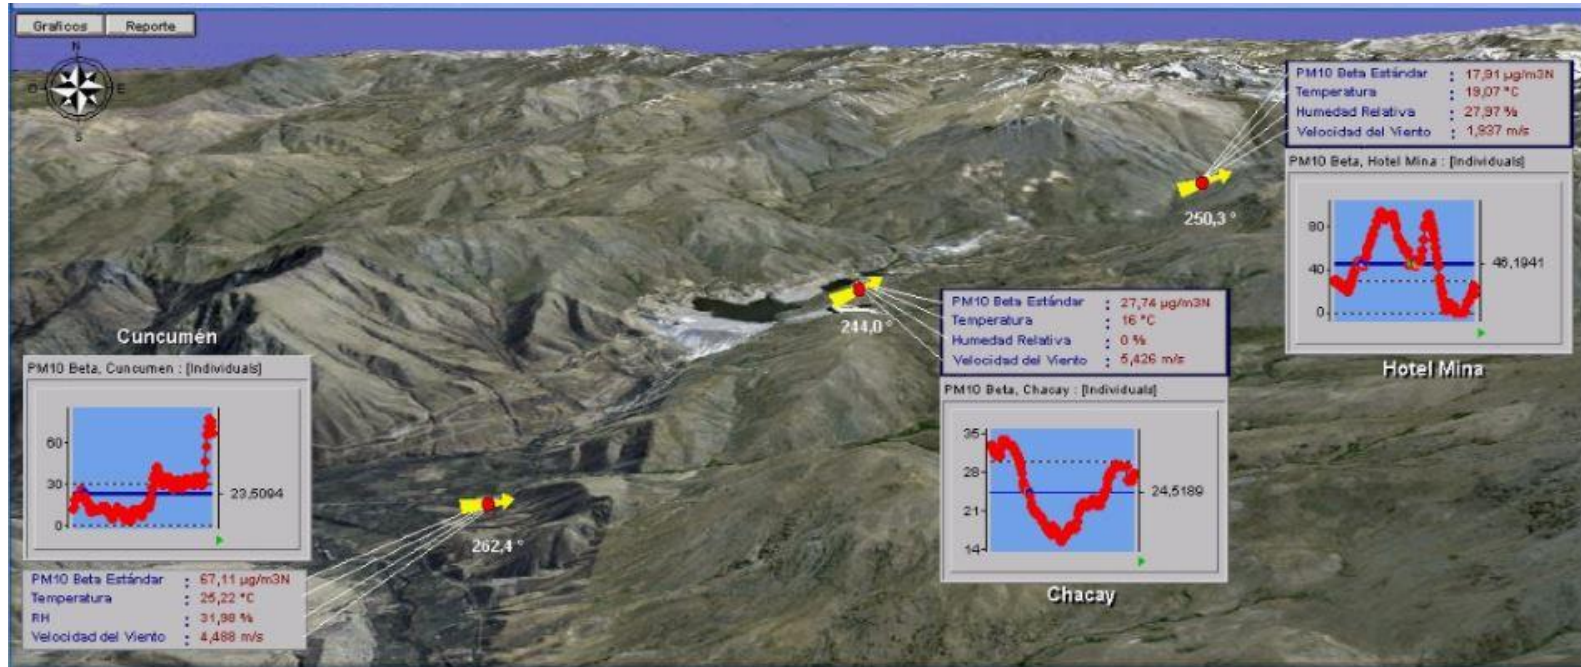 Graficos Reporte
N
O E
S
PM10 Beta Estándar : 17,91 µg/m3N
Temperatura : 19,07 °C
Humedad Relativa : 27,97 %
Velocidad del Viento : 1,937 m/s
PM10 Beta, Hotel Mina : [Individuals]
80
40
0
46,1941
Hotel Mina
250,3 °
244,0 °
PM10 Beta Estándar : 27,74 µg/m3N
Temperatura : 16 °C
Humedad Relativa : 0 %
Velocidad del Viento : 5,426 m/s
PM10 Beta, Chacay : [Individuals]
35
28
21
14
24,5189
Chacay
Cuncumén
PM10 Beta, Cuncumen : [Individuals]
60
30
0
23,5094
262,4 °
PM10 Beta Estándar : 67,11 µg/m3N
Temperatura : 25,22 °C
RH : 31,98 %
Velocidad del Viento : 4,488 m/s